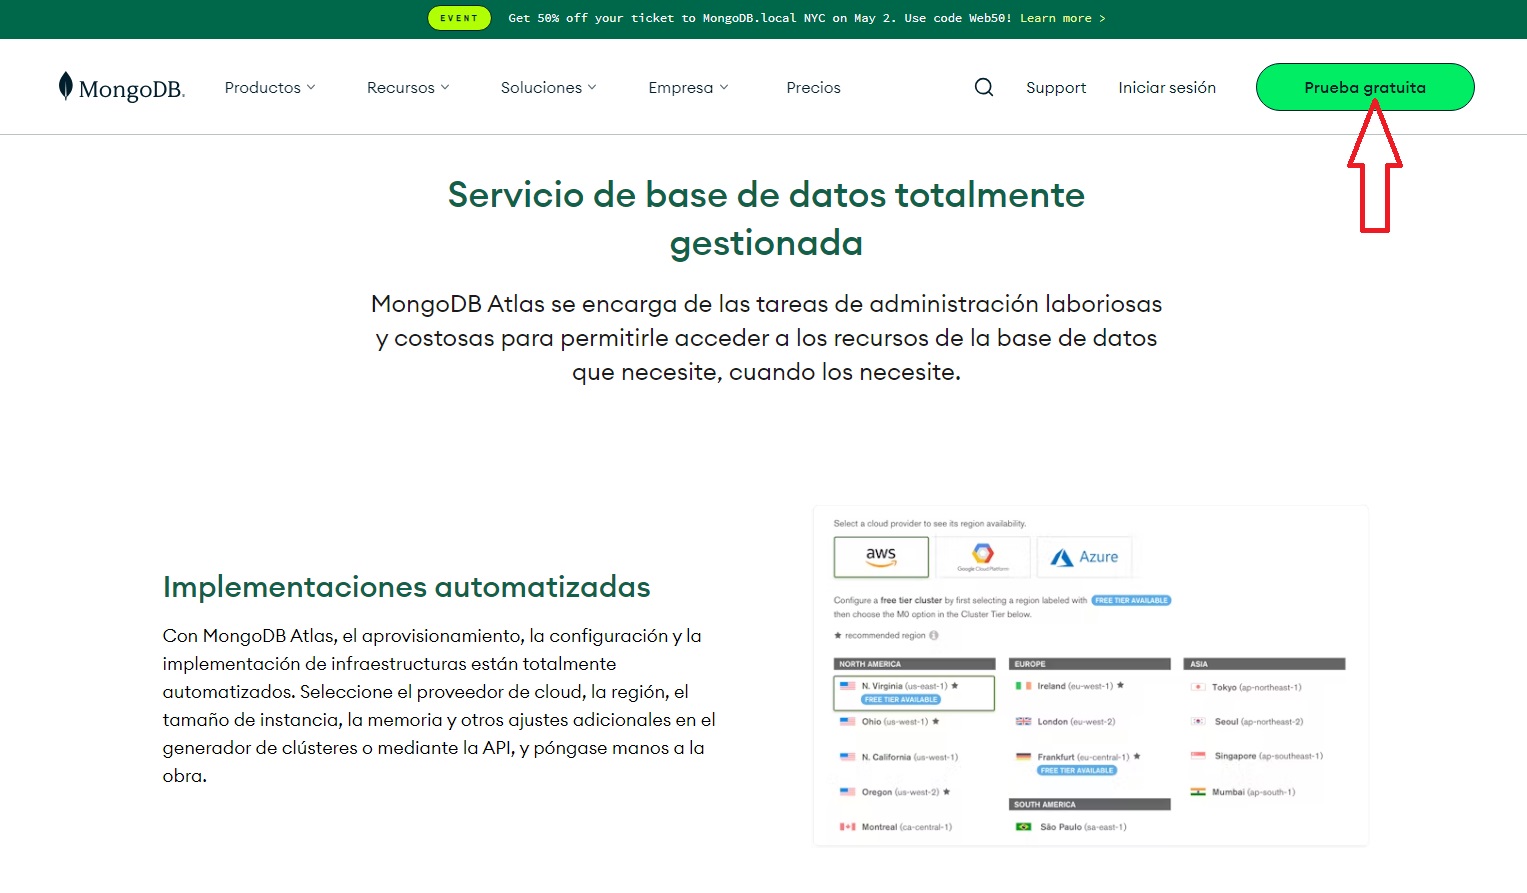 EVENT Get 50% off your ticket to MongoDB.local NYC on May 2. Use code Web50! Learn more >
MongoDB. Productos Recursos Soluciones Empresa Precios Support Iniciar sesión Prueba gratuita
Servicio de base de datos totalmente
gestionada
MongoDB Atlas se encarga de las tareas de administración laboriosas
y costosas para permitirle acceder a los recursos de la base de datos
que necesite, cuando los necesite.
Implementaciones automatizadas
Con MongoDB Atlas, el aprovisionamiento, la configuración y la
implementación de infraestructuras están totalmente
automatizados. Seleccione el proveedor de cloud, la región, el
tamaño de instancia, la memoria y otros ajustes adicionales en el
generador de clústeres o mediante la API, y póngase manos a la
obra.
Select a cloud provider to see its region availability.
aws Google Cloud Platform Azure
Configure a free tier cluster by first selecting a region labeled with FREE TIER AVAILABLE
then choose the M0 option in the Cluster Tier below.
★ recommended region
NORTH AMERICA
N. Virginia (us-east-1) ★
FREE TIER AVAILABLE
Ohio (us-west-1) ★
N. California (us-west-1)
Oregon (us-west-2) ★
Montreal (ca-central-1)
EUROPE
Ireland (eu-west-1) ★
London (eu-west-2)
Frankfurt (eu-central-1) ★
FREE TIER AVAILABLE
SOUTH AMERICA
São Paulo (sa-east-1)
ASIA
Tokyo (ap-northeast-1)
Seoul (ap-northeast-2)
Singapore (ap-southeast-1)
Mumbai (ap-south-1)